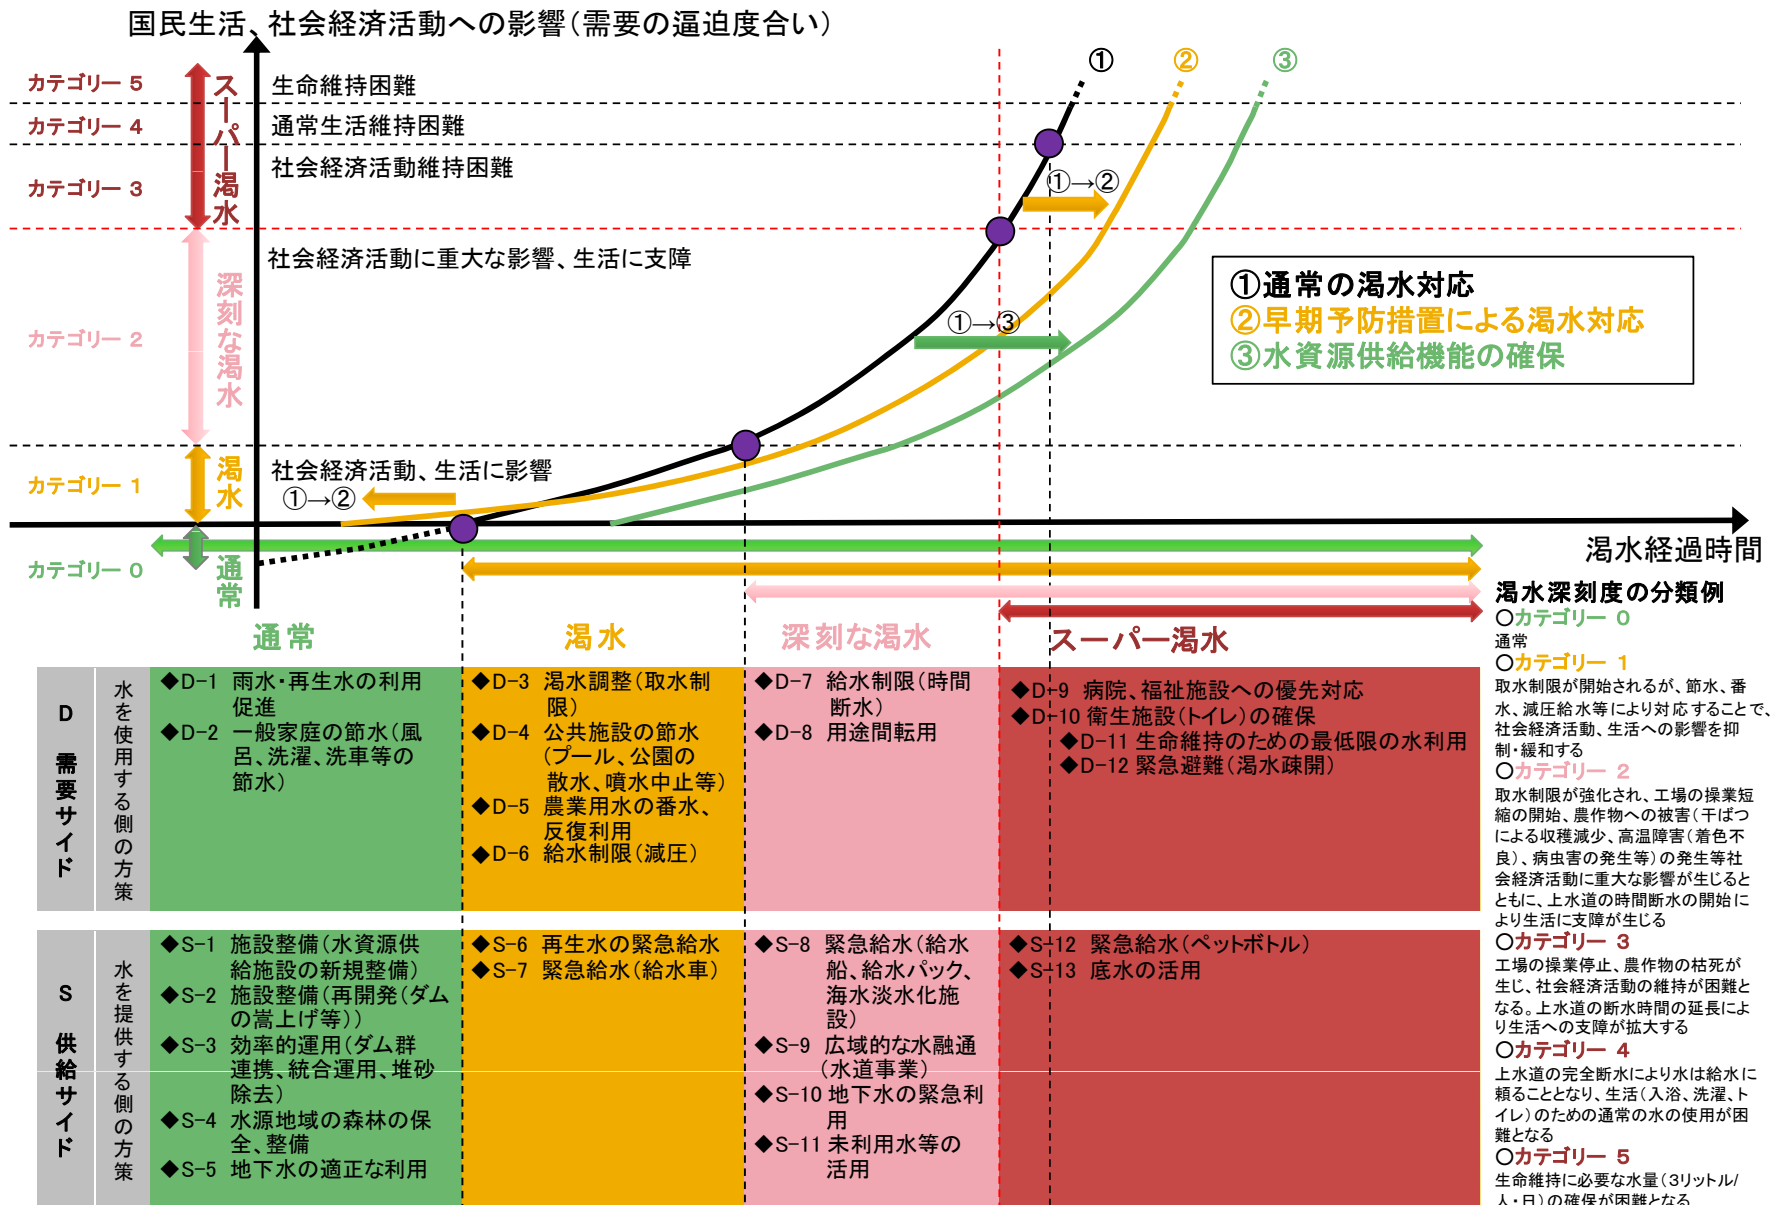 国民生活、社会経済活動への影響（需要の逼迫度合い）
① ② ③
カテゴリー 5
生命維持困難
カテゴリー 4
通常生活維持困難
カテゴリー 3
社会経済活動維持困難
スーパー渇水
①→②
カテゴリー 2
深刻な渇水
社会経済活動に重大な影響、生活に支障
①→③
①通常の渇水対応
②早期予防措置による渇水対応
③水資源供給機能の確保
カテゴリー 1
渇水
社会経済活動、生活に影響
①→②
カテゴリー 0
通常
渇水経過時間
通常
渇水
深刻な渇水
スーパー渇水
D 需要サイド
水を使用する側の方策
◆D-1 雨水・再生水の利用
促進
◆D-2 一般家庭の節水（風
呂、洗濯、洗車等の
節水）
◆D-3 渇水調整（取水制
限）
◆D-4 公共施設の節水
（プール、公園の
散水、噴水中止等）
◆D-5 農業用水の番水、
反復利用
◆D-6 給水制限（減圧）
◆D-7 給水制限（時間
断水）
◆D-8 用途間転用
◆D-9 病院、福祉施設への優先対応
◆D-10 衛生施設（トイレ）の確保
◆D-11 生命維持のための最低限の水利用
◆D-12 緊急避難（渇水疎開）
S 供給サイド
水を提供する側の方策
◆S-1 施設整備（水資源供
給施設の新規整備）
◆S-2 施設整備（再開発（ダム
の嵩上げ等））
◆S-3 効率的運用（ダム群
連携、統合運用、堆砂
除去）
◆S-4 水源地域の森林の保
全、整備
◆S-5 地下水の適正な利用
◆S-6 再生水の緊急給水
◆S-7 緊急給水（給水車）
◆S-8 緊急給水（給水
船、給水パック、
海水淡水化施
設）
◆S-9 広域的な水融通
（水道事業）
◆S-10 地下水の緊急利
用
◆S-11 未利用水等の
活用
◆S-12 緊急給水（ペットボトル）
◆S-13 底水の活用
渇水深刻度の分類例
○カテゴリー 0
通常
○カテゴリー 1
取水制限が開始されるが、節水、番
水、減圧給水等により対応することで、
社会経済活動、生活への影響を抑
制・緩和する
○カテゴリー 2
取水制限が強化され、工場の操業短
縮の開始、農作物への被害（干ばつ
による収穫減少、高温障害（着色不
良）、病虫害の発生等）の発生等社
会経済活動に重大な影響が生じると
ともに、上水道の時間断水の開始に
より生活に支障が生じる
○カテゴリー 3
工場の操業停止、農作物の枯死が
生じ、社会経済活動の維持が困難と
なる。上水道の断水時間の延長によ
り生活への支障が拡大する
○カテゴリー 4
上水道の完全断水により水は給水に
頼ることとなり、生活（入浴、洗濯、ト
イレ）のための通常の水の使用が困
難となる
○カテゴリー 5
生命維持に必要な水量（3リットル/
人・日）の確保が困難となる